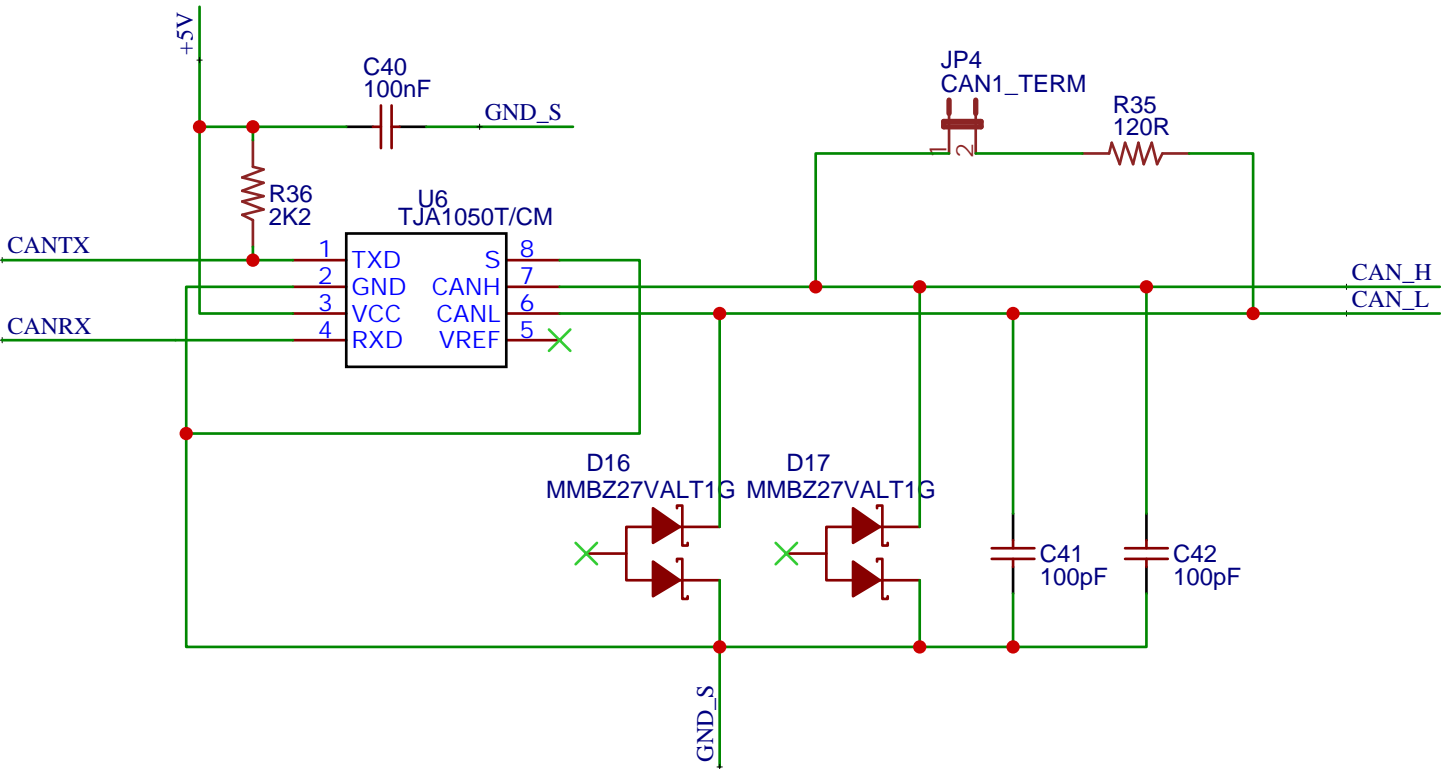 +5V
C40
100nF
GND_S
JP4
CAN1_TERM
1
2
R35
120R
R36
2K2
U6
TJA1050T/CM
CANTX
1 TXD S 8
2 GND CANH 7
3 VCC CANL 6
CANRX
4 RXD VREF 5
CAN_H
CAN_L
D16
MMBZ27VALT1G
D17
MMBZ27VALT1G
C41
100pF
C42
100pF
GND_S